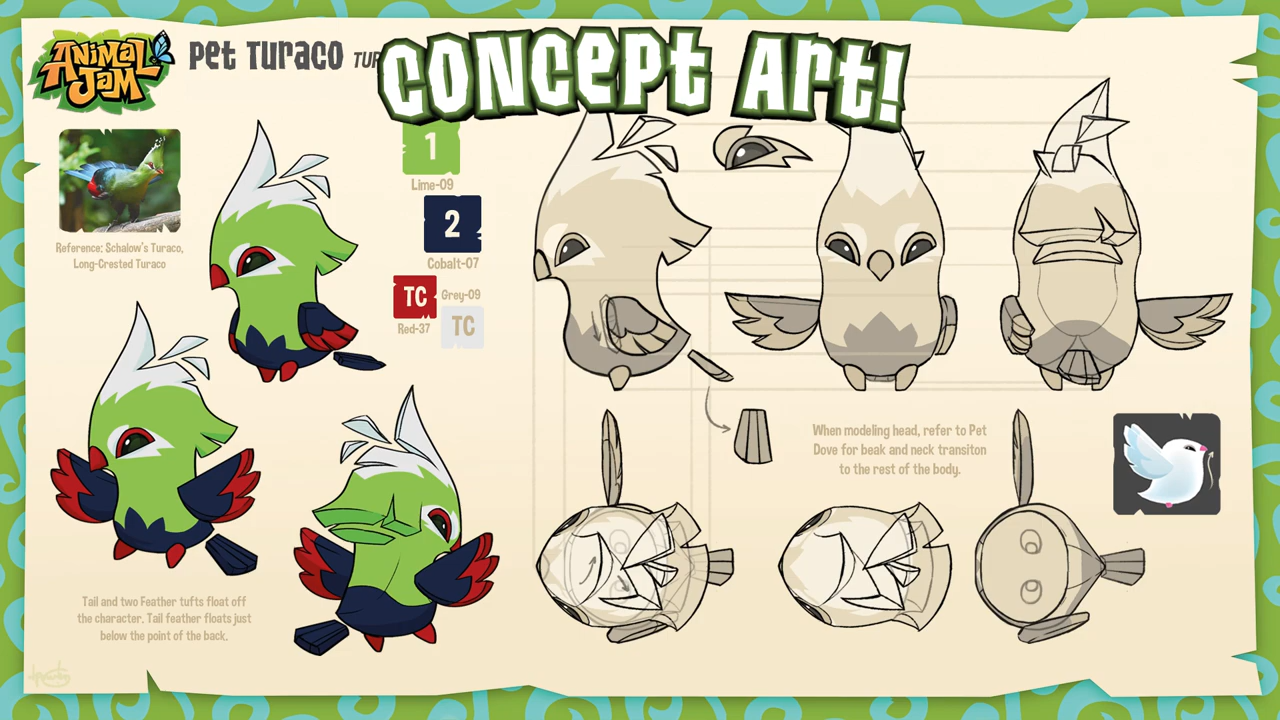 ANIMAL
JAM
Pet Turaco
CONCEPT ART!
1
Lime-09
2
Cobalt-07
TC
Grey-09
Red-37
TC
Reference: Schalow's Turaco,
Long-Crested Turaco
When modeling head, refer to Pet
Dove for beak and neck transiton
to the rest of the body.
Tail and two Feather tufts float off
the character. Tail feather floats just
below the point of the back.